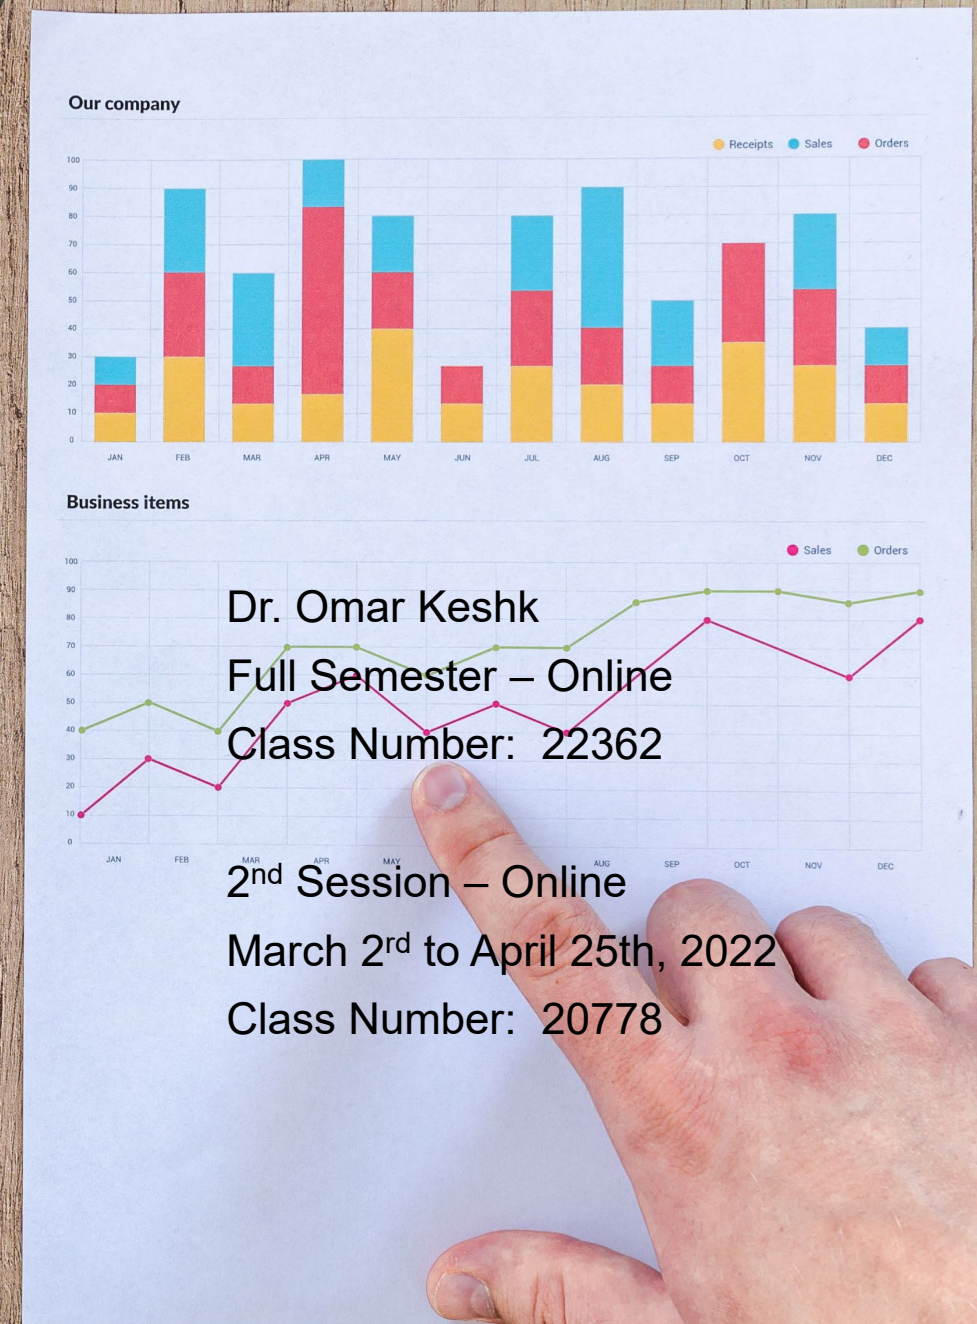 Our company
Receipts Sales Orders
100
90
80
70
60
50
40
30
20
10
0
JAN FEB MAR APR MAY JUN JUL AUG SEP OCT NOV DEC
Business items
Sales Orders
100
90
80
70
60
50
40
30
20
10
0
JAN FEB MAR APR MAY AUG SEP OCT NOV DEC
Dr. Omar Keshk
Full Semester – Online
Class Number: 22362
2nd Session – Online
March 2rd to April 25th, 2022
Class Number: 20778